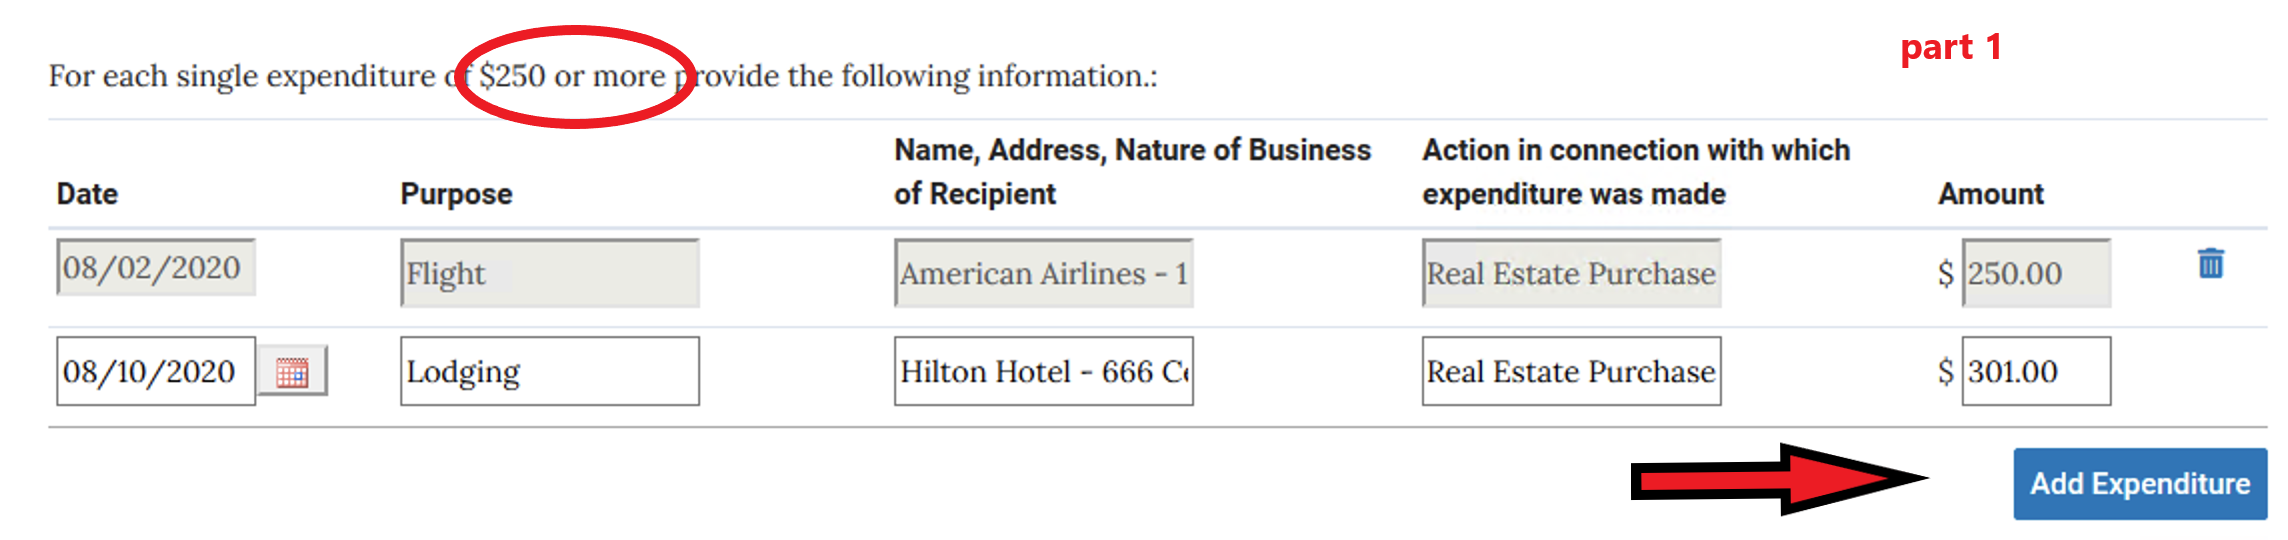 part 1
For each single expenditure of $250 or more provide the following information.:
Date Purpose Name, Address, Nature of Business of Recipient Action in connection with which expenditure was made Amount
08/02/2020 Flight American Airlines - 1 Real Estate Purchase $ 250.00
08/10/2020 Lodging Hilton Hotel - 666 Ce Real Estate Purchase $ 301.00
Add Expenditure